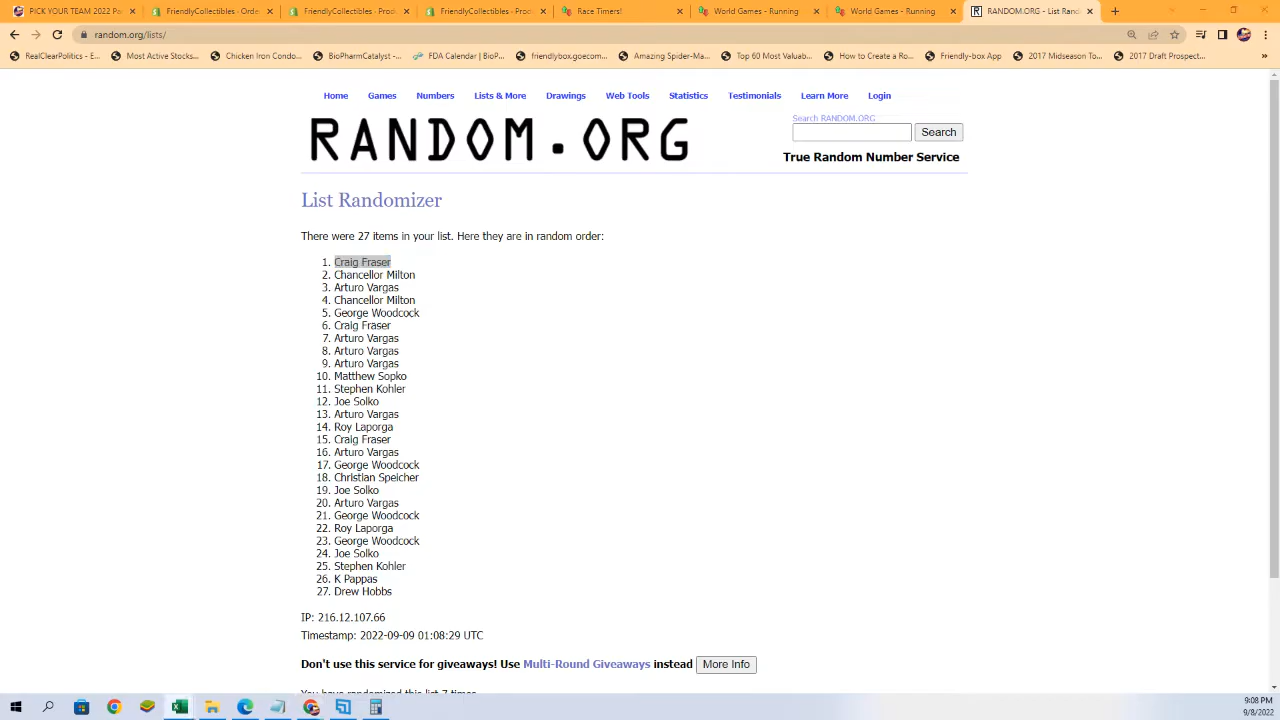 PICK YOUR TEAM 2022 Po
FriendlyCollectibles - Orde
FriendlyCollectibles - Prod
FriendlyCollectibles - Prod
Race Timers!
World Games - Running
World Games - Running
RANDOM.ORG - List Rand
random.org/lists/
RealClearPolitics - E...
Most Active Stocks...
Chicken Iron Condo...
BioPharmCatalyst -...
FDA Calendar | BioP...
friendlybox.goecom...
Amazing Spider-Ma...
Top 60 Most Valuab...
How to Create a Ro...
Friendly-box App
2017 Midseason To...
2017 Draft Prospect...
»
Home
Games
Numbers
Lists & More
Drawings
Web Tools
Statistics
Testimonials
Learn More
Login
RANDOM.ORG
Search RANDOM.ORG
Search
True Random Number Service
List Randomizer
There were 27 items in your list. Here they are in random order:
1. Craig Fraser
2. Chancellor Milton
3. Arturo Vargas
4. Chancellor Milton
5. George Woodcock
6. Craig Fraser
7. Arturo Vargas
8. Arturo Vargas
9. Arturo Vargas
10. Matthew Sopko
11. Stephen Kohler
12. Joe Solko
13. Arturo Vargas
14. Roy Laporga
15. Craig Fraser
16. Arturo Vargas
17. George Woodcock
18. Christian Speicher
19. Joe Solko
20. Arturo Vargas
21. George Woodcock
22. Roy Laporga
23. George Woodcock
24. Joe Solko
25. Stephen Kohler
26. K Pappas
27. Drew Hobbs
IP: 216.12.107.66
Timestamp: 2022-09-09 01:08:29 UTC
Don't use this service for giveaways! Use Multi-Round Giveaways instead
More Info
You have randomized this list 7 times
9:08 PM
9/8/2022